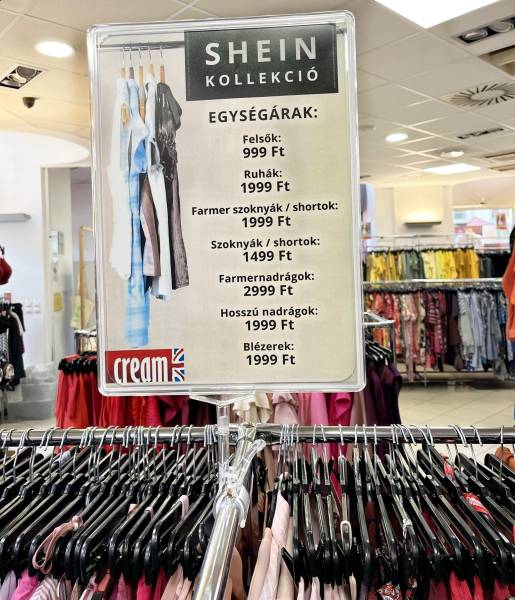 SHEIN
KOLLEKCIÓ
EGYSÉGÁRAK:
Felsők:
999 Ft
Ruhák:
1999 Ft
Farmer szoknyák / shortok:
1999 Ft
Szoknyák / shortok:
1499 Ft
Farmernadrágok:
2999 Ft
Hosszú nadrágok:
1999 Ft
Blézerek:
1999 Ft
cream